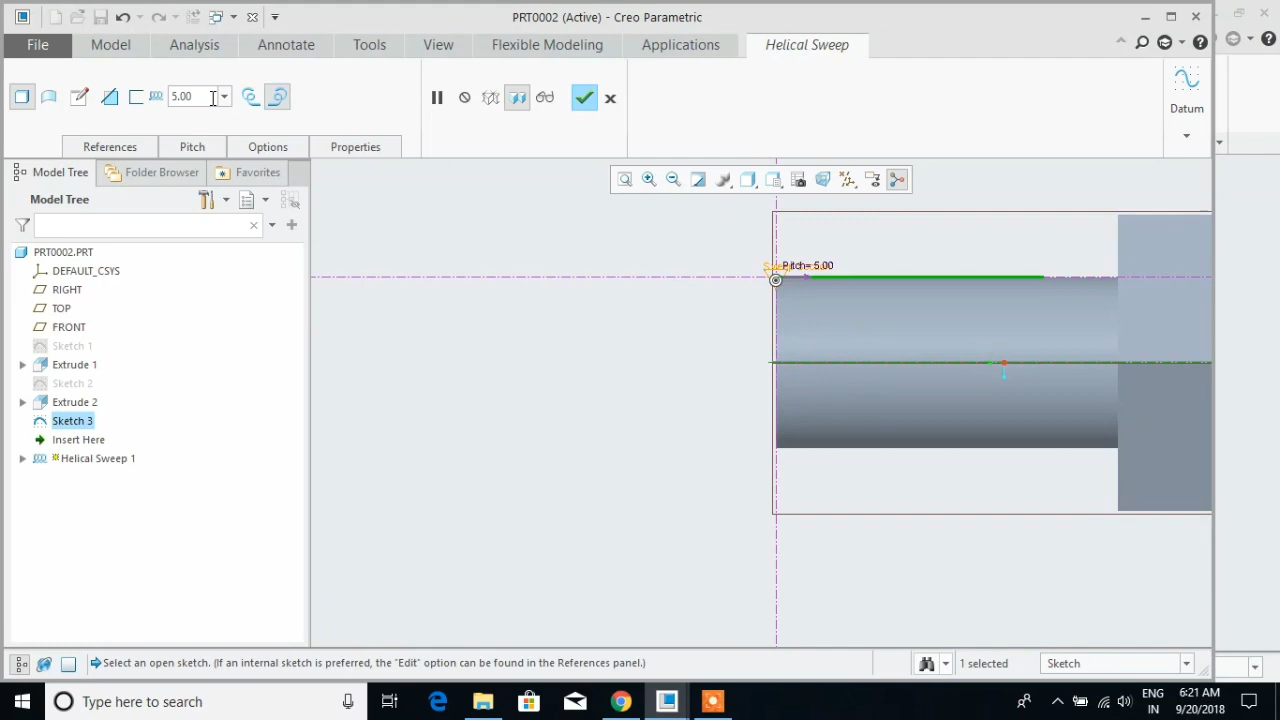 PRT0002 (Active) - Creo Parametric
File Model Analysis Annotate Tools View Flexible Modeling Applications Helical Sweep
5.00
Datum
References Pitch Options Properties
Model Tree Folder Browser Favorites
Model Tree
PRT0002.PRT
DEFAULT_CSYS
RIGHT
TOP
FRONT
Sketch 1
Extrude 1
Sketch 2
Extrude 2
Sketch 3
Insert Here
Helical Sweep 1
Pitch= 5.00
Select an open sketch. (If an internal sketch is preferred, the "Edit" option can be found in the References panel.)
1 selected
Sketch
Type here to search
ENG
IN
6:21 AM
9/20/2018